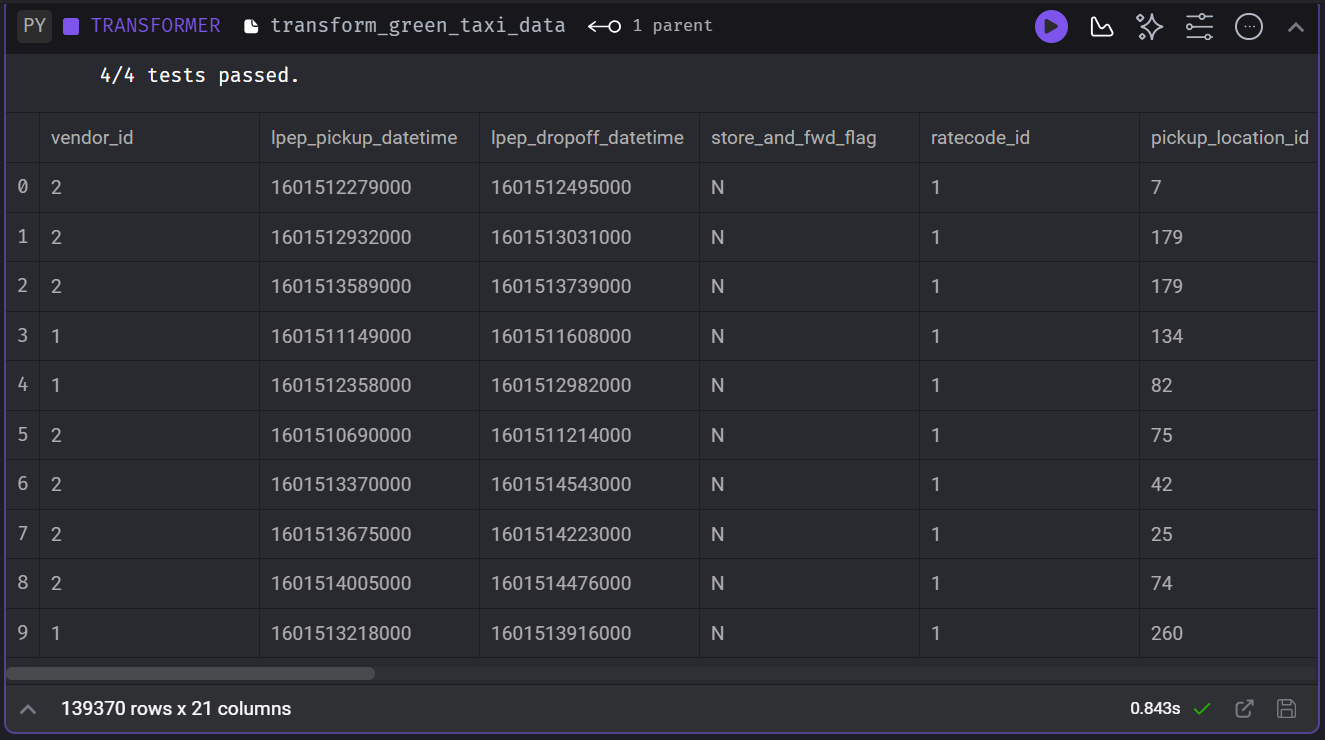 PY TRANSFORMER transform_green_taxi_data 1 parent
4/4 tests passed.
vendor_id lpep_pickup_datetime lpep_dropoff_datetime store_and_fwd_flag ratecode_id pickup_location_id
0 2 1601512279000 1601512495000 N 1 7
1 2 1601512932000 1601513031000 N 1 179
2 2 1601513589000 1601513739000 N 1 179
3 1 1601511149000 1601511608000 N 1 134
4 1 1601512358000 1601512982000 N 1 82
5 2 1601510690000 1601511214000 N 1 75
6 2 1601513370000 1601514543000 N 1 42
7 2 1601513675000 1601514223000 N 1 25
8 2 1601514005000 1601514476000 N 1 74
9 1 1601513218000 1601513916000 N 1 260
139370 rows x 21 columns 0.843s